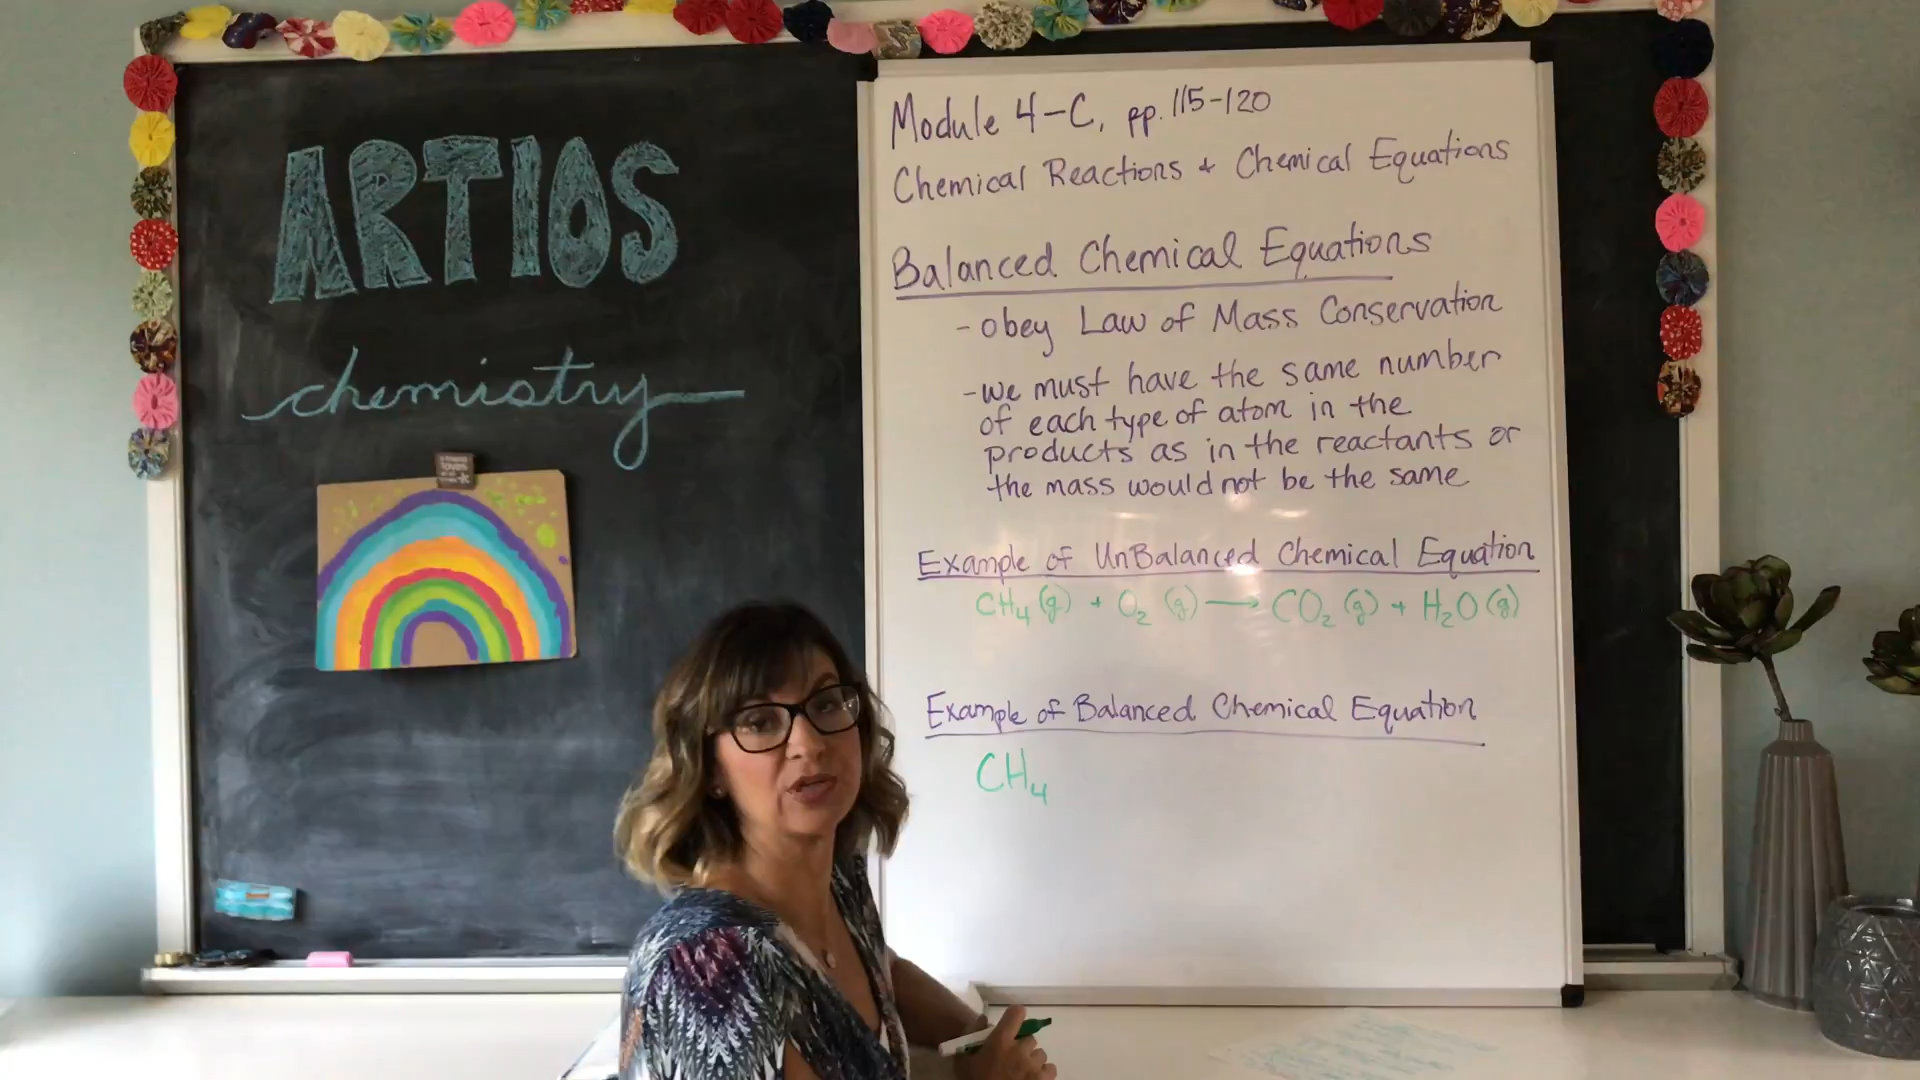 ARTIOS
chemistry
Module 4-C, pp. 115-120
Chemical Reactions + Chemical Equations
Balanced Chemical Equations
- obey Law of Mass Conservation
- we must have the same number
of each type of atom in the
products as in the reactants or
the mass would not be the same
Example of UnBalanced Chemical Equation
CH₄ (g) + O₂ (g) ⟶ CO₂ (g) + H₂O (g)
Example of Balanced Chemical Equation
CH₄